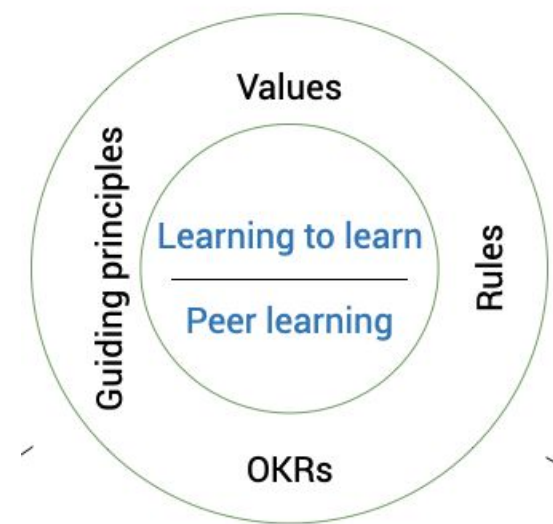 Values
Guiding principles
Learning to learn
Peer learning
Rules
OKRs